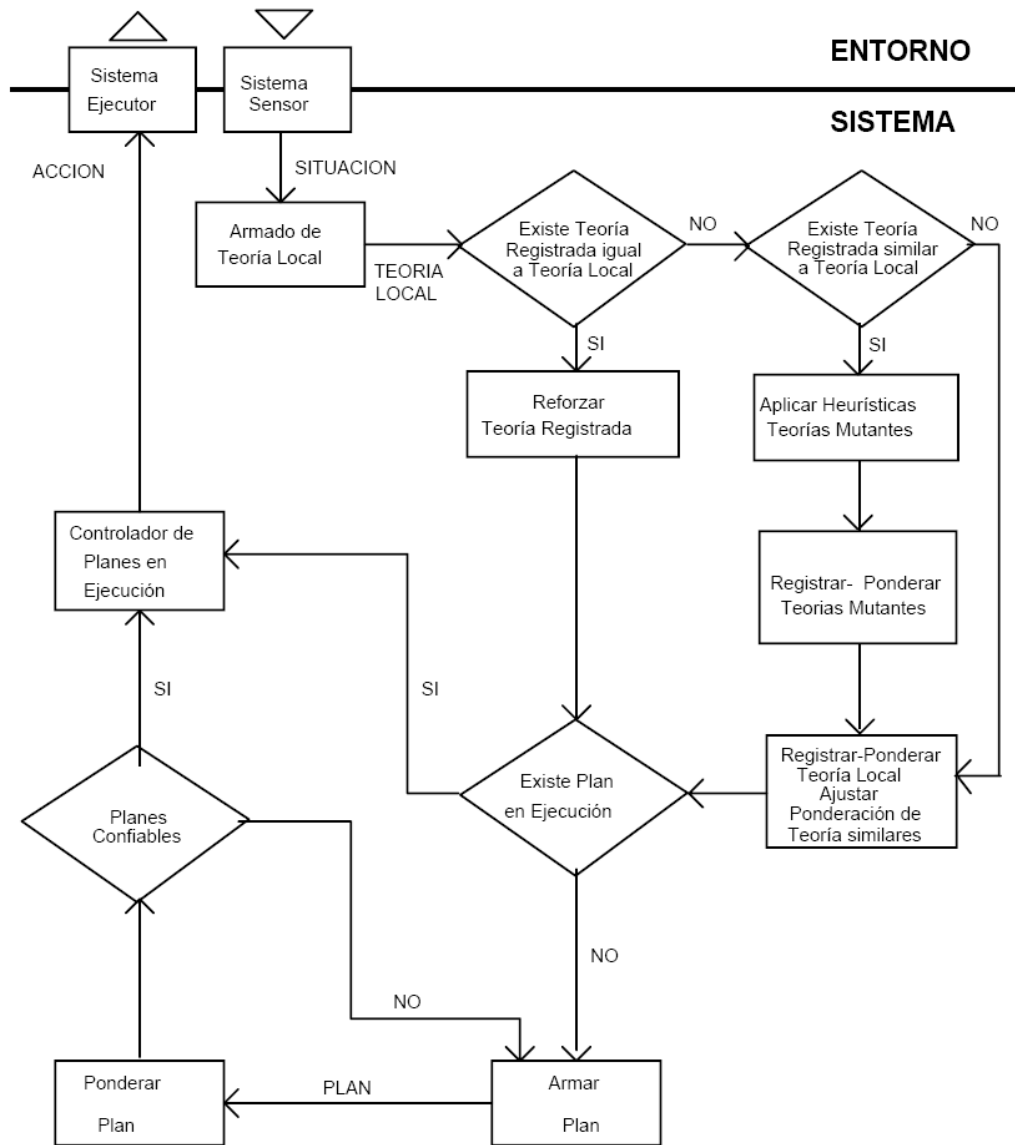 ENTORNO
Sistema
Ejecutor
Sistema
Sensor
SISTEMA
ACCION
SITUACION
Armado de
Teoría Local
TEORIA
LOCAL
Existe Teoría
Registrada igual
a Teoría Local
NO
Existe Teoría
Registrada similar
a Teoría Local
NO
SI
SI
Reforzar
Teoría Registrada
Aplicar Heurísticas
Teorías Mutantes
Controlador de
Planes en
Ejecución
Registrar- Ponderar
Teorias Mutantes
SI
SI
Existe Plan
en Ejecución
Registrar-Ponderar
Teoría Local
Ajustar
Ponderación de
Teoría similares
Planes
Confiables
NO
NO
Ponderar
Plan
PLAN
Armar
Plan